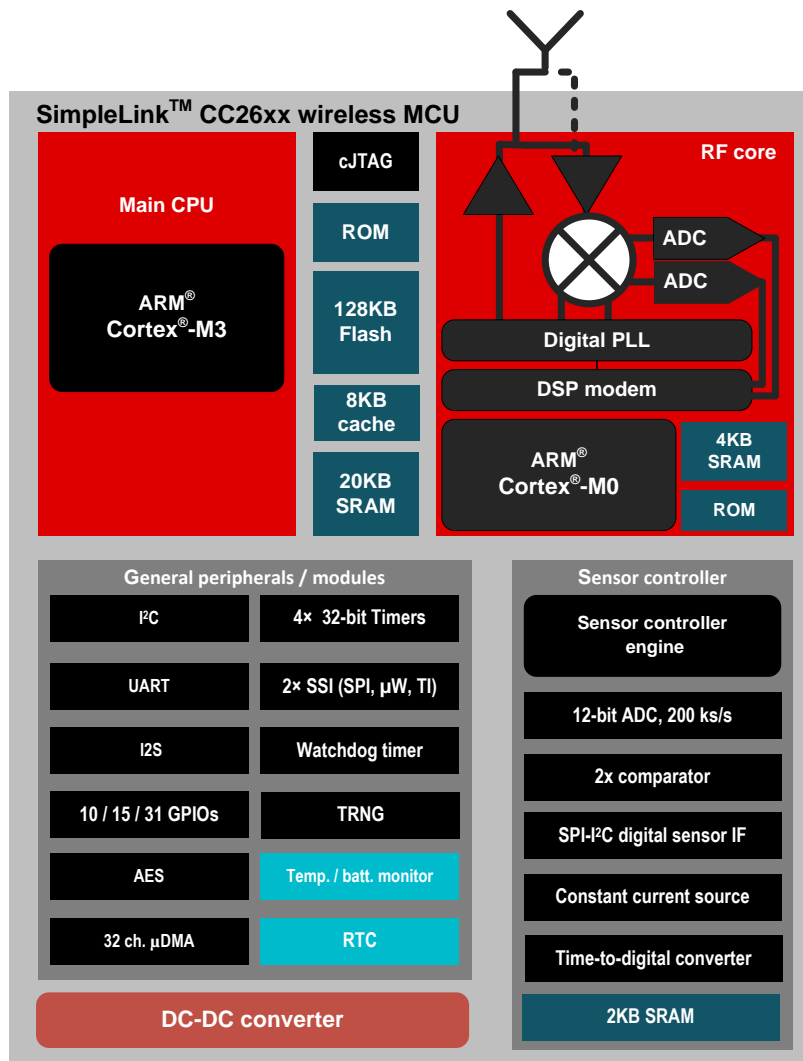 SimpleLink™ CC26xx wireless MCU
Main CPU
ARM®
Cortex®-M3
cJTAG
ROM
128KB
Flash
8KB
cache
20KB
SRAM
RF core
ADC
ADC
Digital PLL
DSP modem
ARM®
Cortex®-M0
4KB
SRAM
ROM
General peripherals / modules
I²C
4× 32-bit Timers
UART
2× SSI (SPI, µW, TI)
I2S
Watchdog timer
10 / 15 / 31 GPIOs
TRNG
AES
Temp. / batt. monitor
32 ch. µDMA
RTC
Sensor controller
Sensor controller
engine
12-bit ADC, 200 ks/s
2x comparator
SPI-I²C digital sensor IF
Constant current source
Time-to-digital converter
2KB SRAM
DC-DC converter